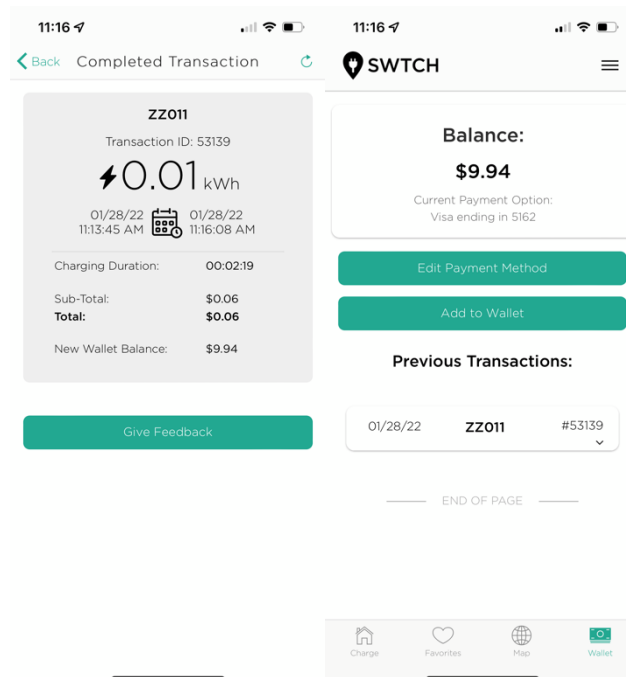 11:16
Back Completed Transaction
ZZ011
Transaction ID: 53139
0.01 kWh
01/28/22 01/28/22
11:13:45 AM 11:16:08 AM
Charging Duration: 00:02:19
Sub-Total: $0.06
Total: $0.06
New Wallet Balance: $9.94
Give Feedback
11:16
SWTCH
Balance:
$9.94
Current Payment Option:
Visa ending in 5162
Edit Payment Method
Add to Wallet
Previous Transactions:
01/28/22 ZZ011 #53139
END OF PAGE
Charge Favorites Map Wallet